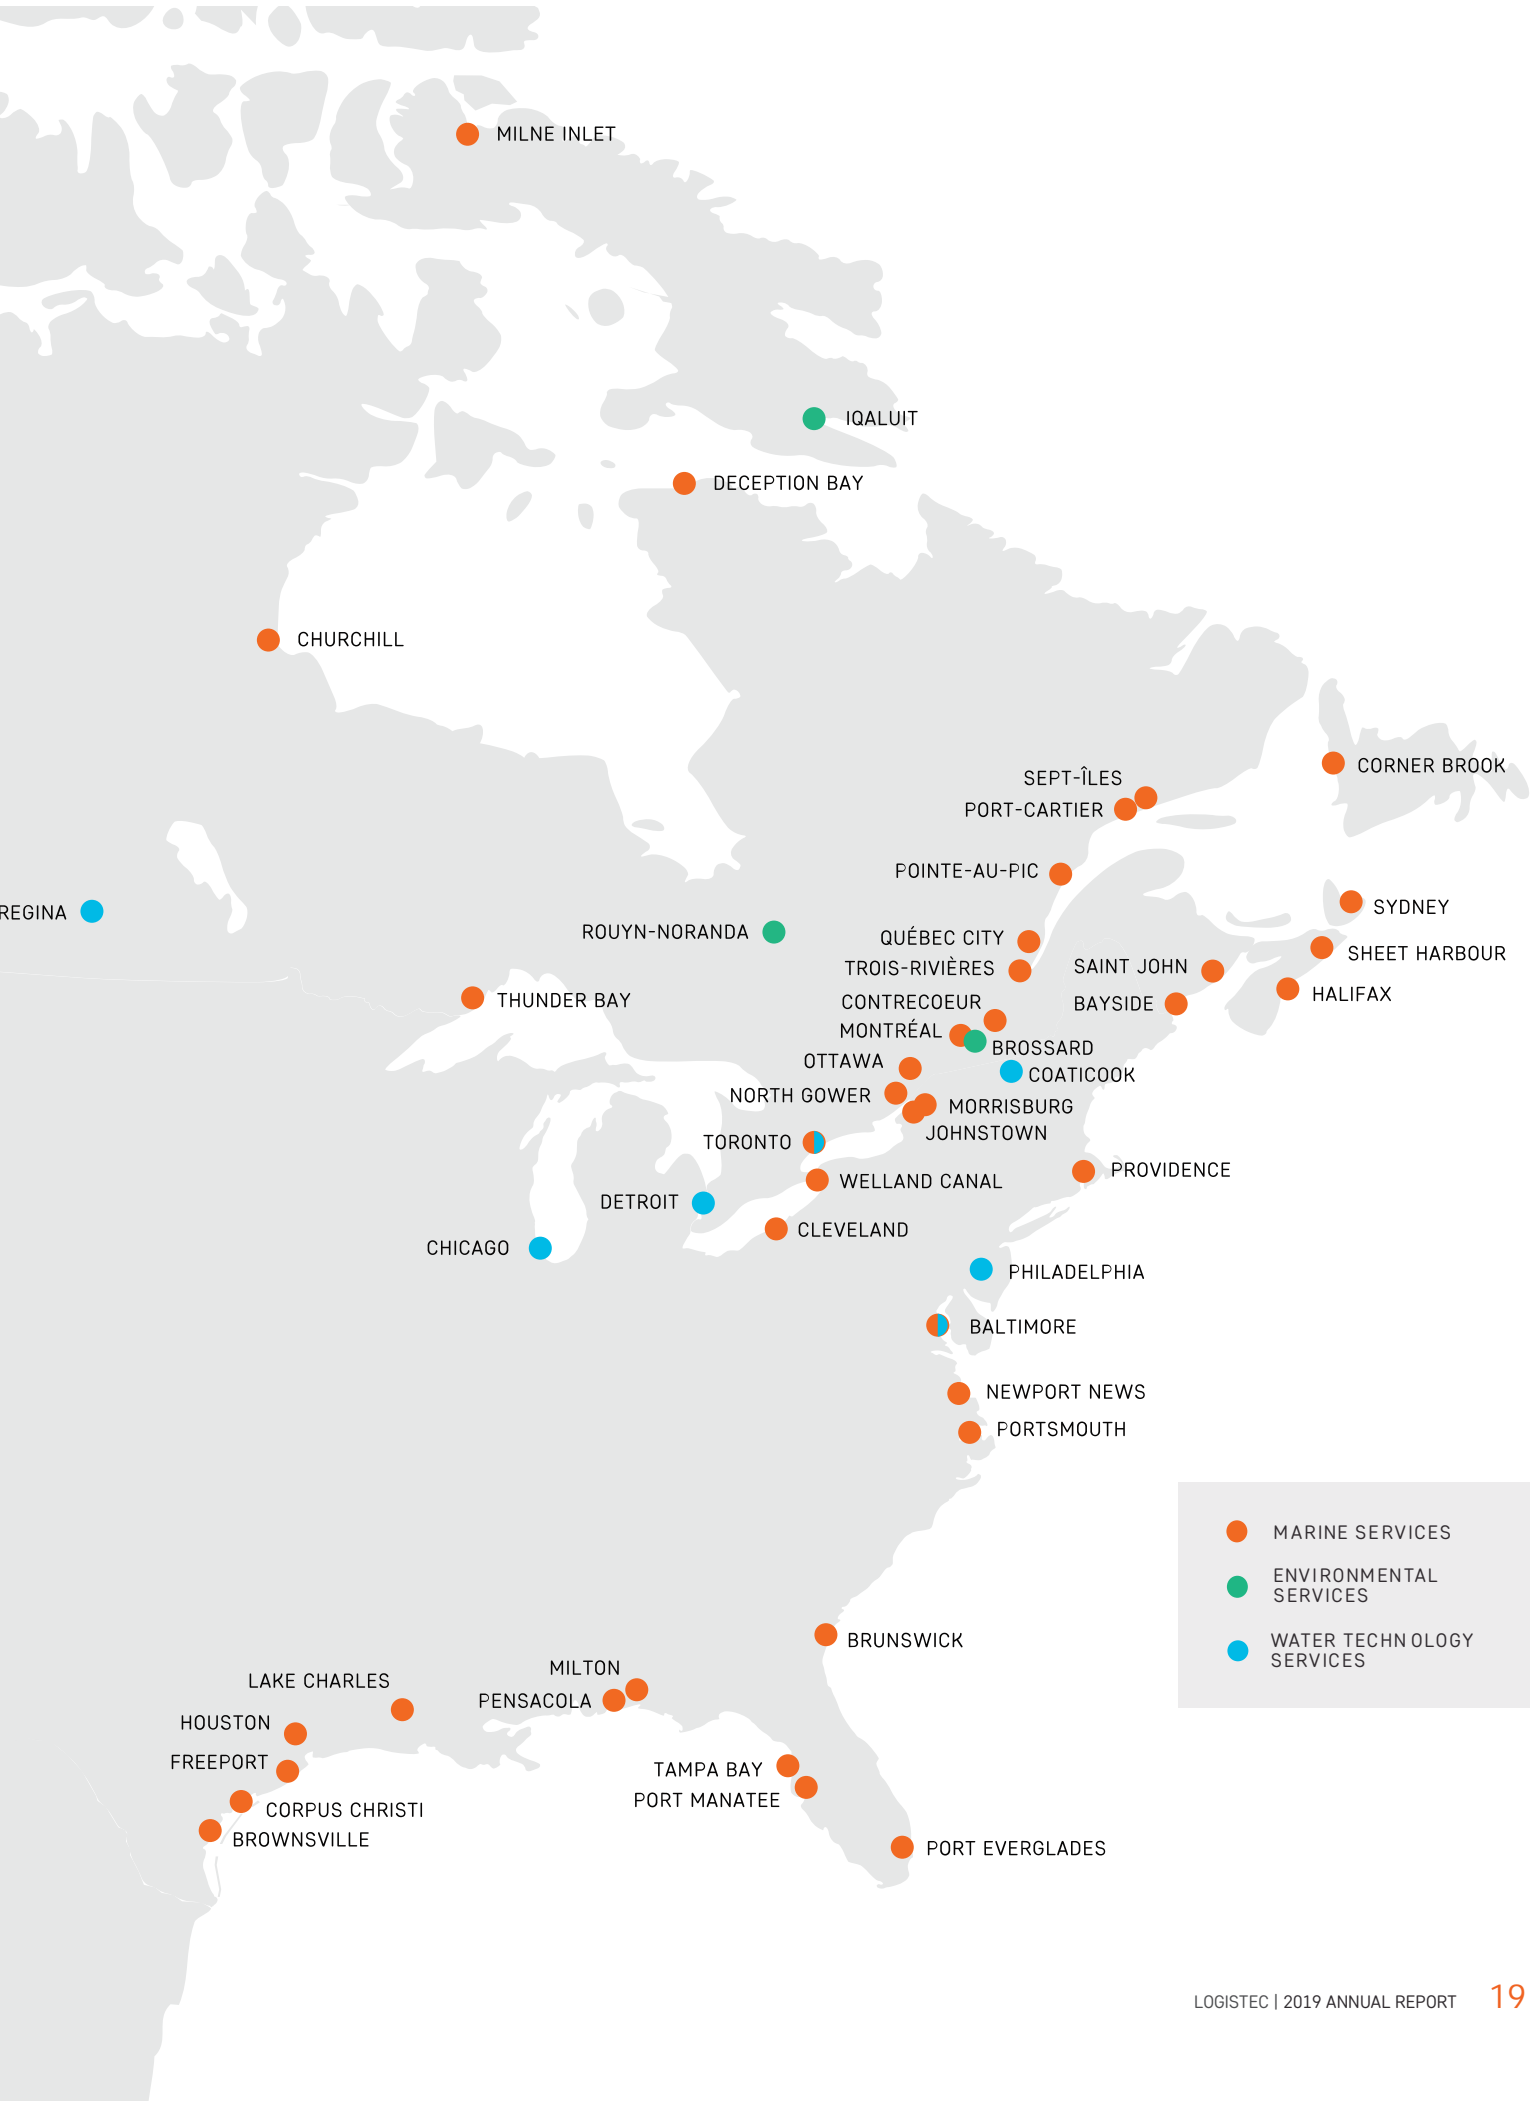 MILNE INLET
IQALUIT
DECEPTION BAY
CHURCHILL
CORNER BROOK
SEPT-ÎLES
PORT-CARTIER
POINTE-AU-PIC
REGINA
SYDNEY
ROUYN-NORANDA
QUÉBEC CITY
SHEET HARBOUR
TROIS-RIVIÈRES
SAINT JOHN
HALIFAX
THUNDER BAY
CONTRECOEUR
BAYSIDE
MONTRÉAL
BROSSARD
OTTAWA
COATICOOK
NORTH GOWER
MORRISBURG
JOHNSTOWN
TORONTO
PROVIDENCE
WELLAND CANAL
DETROIT
CLEVELAND
CHICAGO
PHILADELPHIA
BALTIMORE
NEWPORT NEWS
PORTSMOUTH
MARINE SERVICES
ENVIRONMENTAL
SERVICES
WATER TECHNOLOGY
SERVICES
BRUNSWICK
MILTON
LAKE CHARLES
PENSACOLA
HOUSTON
FREEPORT
TAMPA BAY
PORT MANATEE
CORPUS CHRISTI
BROWNSVILLE
PORT EVERGLADES
LOGISTEC | 2019 ANNUAL REPORT 19